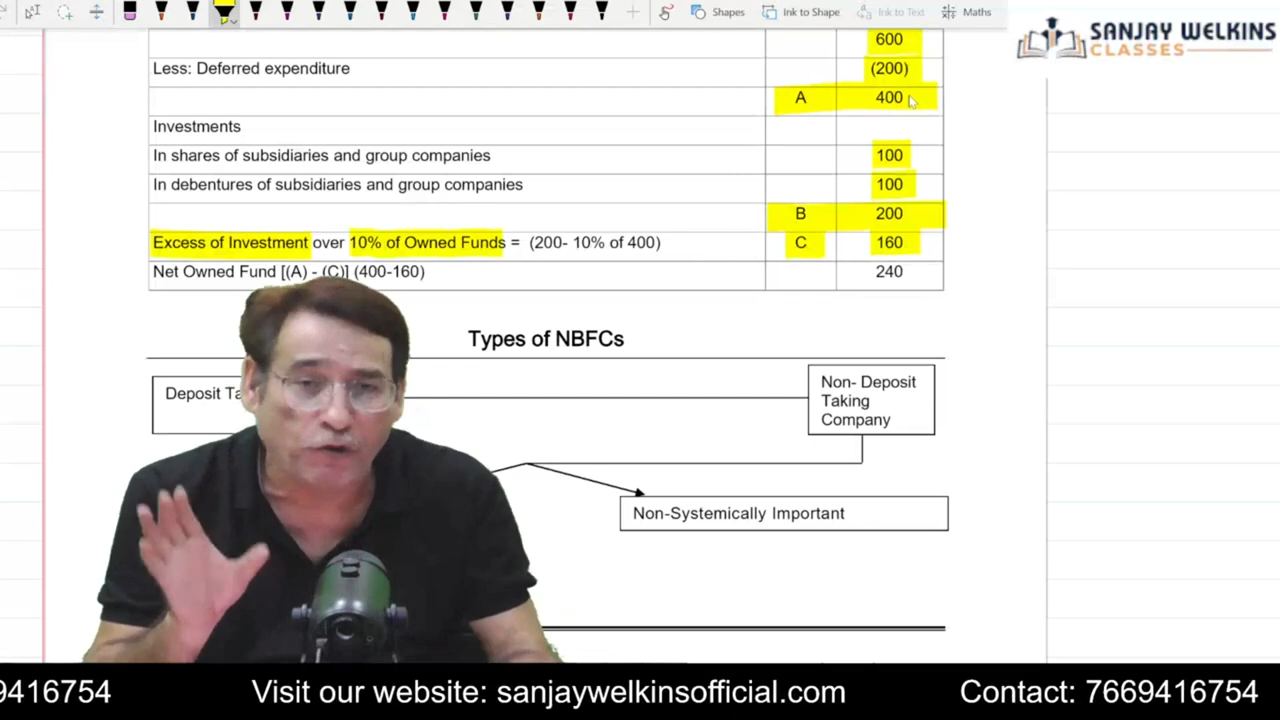 Shapes
Ink to Shape
Ink to Text
Maths
SANJAY WELKINS
CLASSES
600
Less: Deferred expenditure (200)
A 400
Investments
In shares of subsidiaries and group companies 100
In debentures of subsidiaries and group companies 100
B 200
Excess of Investment over 10% of Owned Funds = (200- 10% of 400) C 160
Net Owned Fund [(A) - (C)] (400-160) 240
Types of NBFCs
Deposit
Non- Deposit
Taking
Company
Non-Systemically Important
9416754 Visit our website: sanjaywelkinsofficial.com Contact: 7669416754